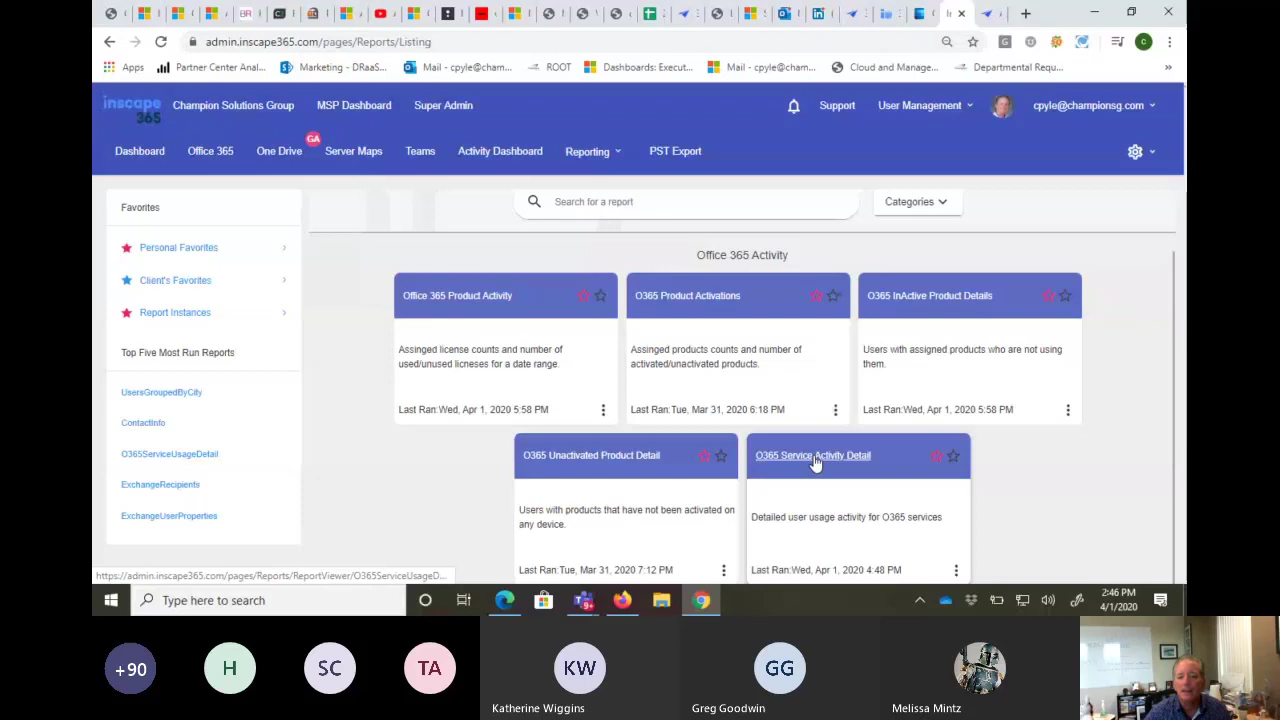 admin.inscape365.com/pages/Reports/Listing
Apps
Partner Center Anal...
Marketing - DRaaS...
Mail - cpyle@cham...
ROOT
Dashboards: Execut...
Mail - cpyle@cham...
Cloud and Manage...
Departmental Requ...
»
inscape
365
Champion Solutions Group
MSP Dashboard
Super Admin
Support
User Management
cpyle@championsg.com
Dashboard
Office 365
One Drive
GA
Server Maps
Teams
Activity Dashboard
Reporting
PST Export
Favorites
Search for a report
Categories
Personal Favorites
Client's Favorites
Report Instances
Top Five Most Run Reports
UsersGroupedByCity
ContactInfo
O365ServiceUsageDetail
ExchangeRecipients
ExchangeUserProperties
Office 365 Activity
Office 365 Product Activity
O365 Product Activations
O365 InActive Product Details
Assinged license counts and number of
used/unused licneses for a date range.
Assinged products counts and number of
activated/unactivated products.
Users with assigned products who are not using
them.
Last Ran:Wed, Apr 1, 2020 5:58 PM
Last Ran:Tue, Mar 31, 2020 6:18 PM
Last Ran:Wed, Apr 1, 2020 5:58 PM
O365 Unactivated Product Detail
O365 Service Activity Detail
Users with products that have not been activated on
any device.
Detailed user usage activity for O365 services
Last Ran:Tue, Mar 31, 2020 7:12 PM
Last Ran:Wed, Apr 1, 2020 4:48 PM
https://admin.inscape365.com/pages/Reports/ReportViewer/O365ServiceUsageD...
Type here to search
9+
2:46 PM
4/1/2020
+90
H
SC
TA
KW
GG
Katherine Wiggins
Greg Goodwin
Melissa Mintz